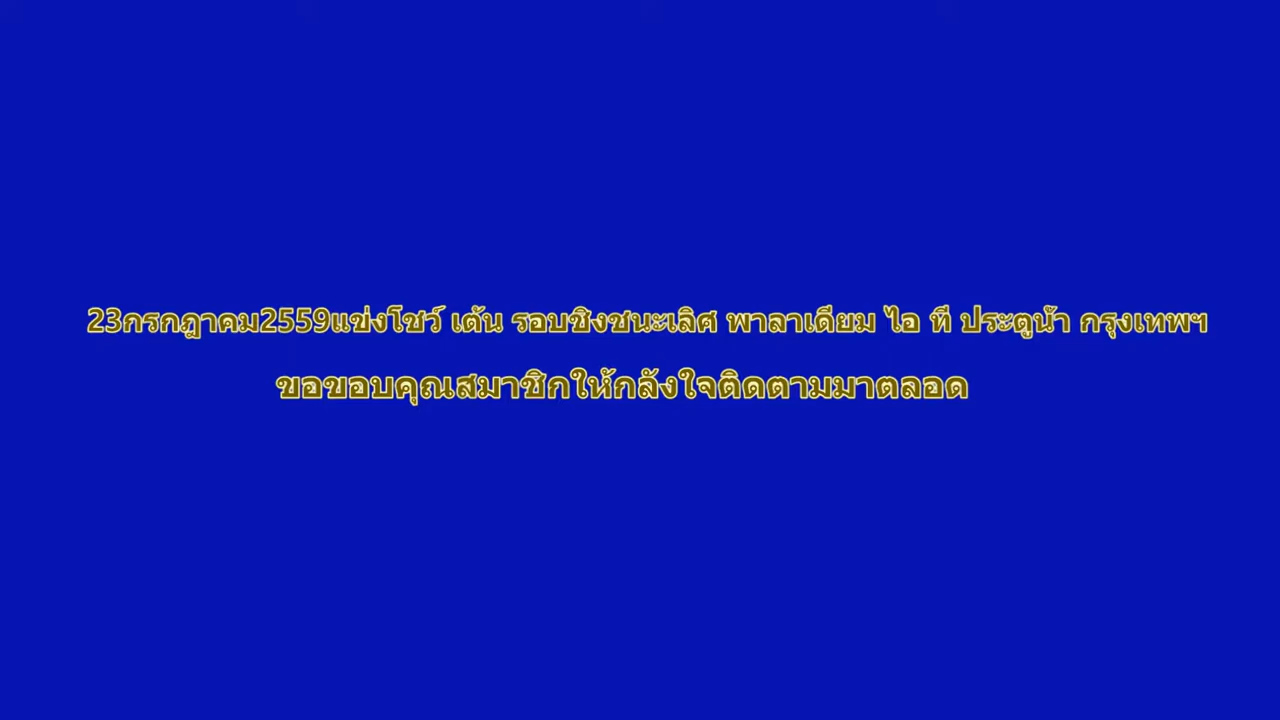 23กรกฎาคม2559แข่งโชว์ เต้น รอบชิงชนะเลิศ พาลาเดียม ไอ ที ประตูน้ำ กรุงเทพฯ
ขอขอบคุณสมาชิกให้กลังใจติดตามมาตลอด